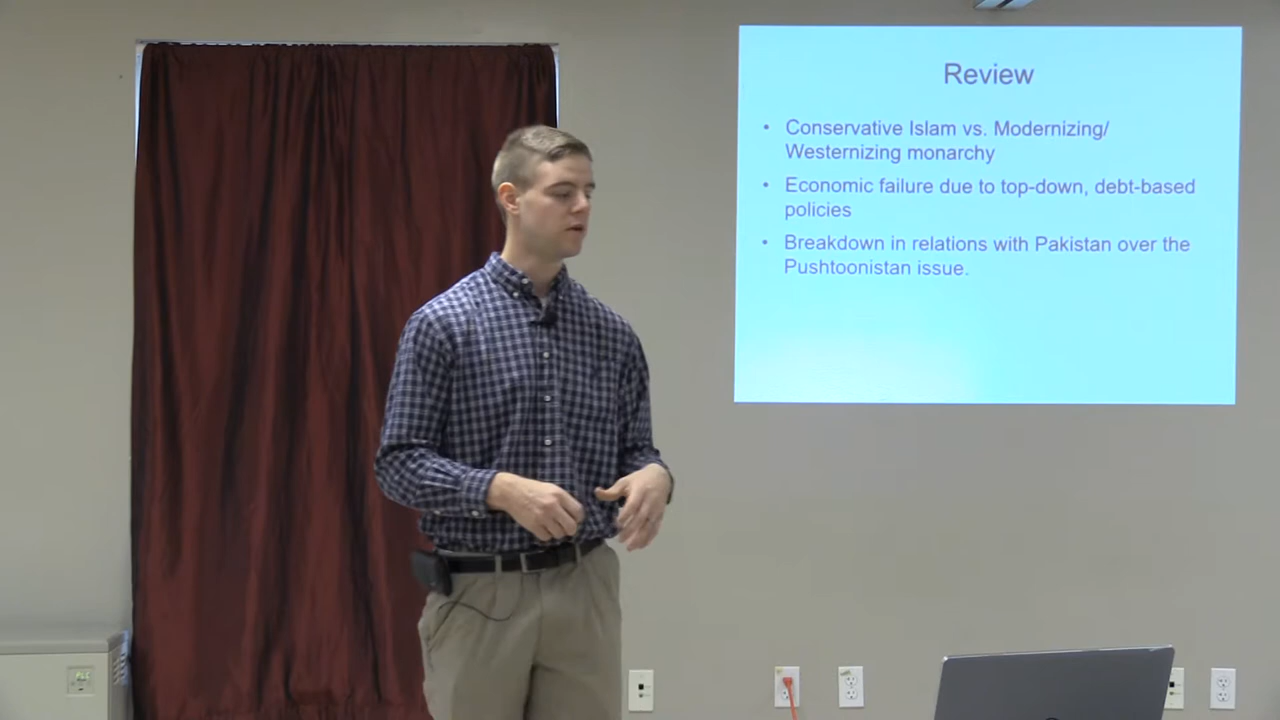 Review
• Conservative Islam vs. Modernizing/
Westernizing monarchy
• Economic failure due to top-down, debt-based
policies
• Breakdown in relations with Pakistan over the
Pushtoonistan issue.